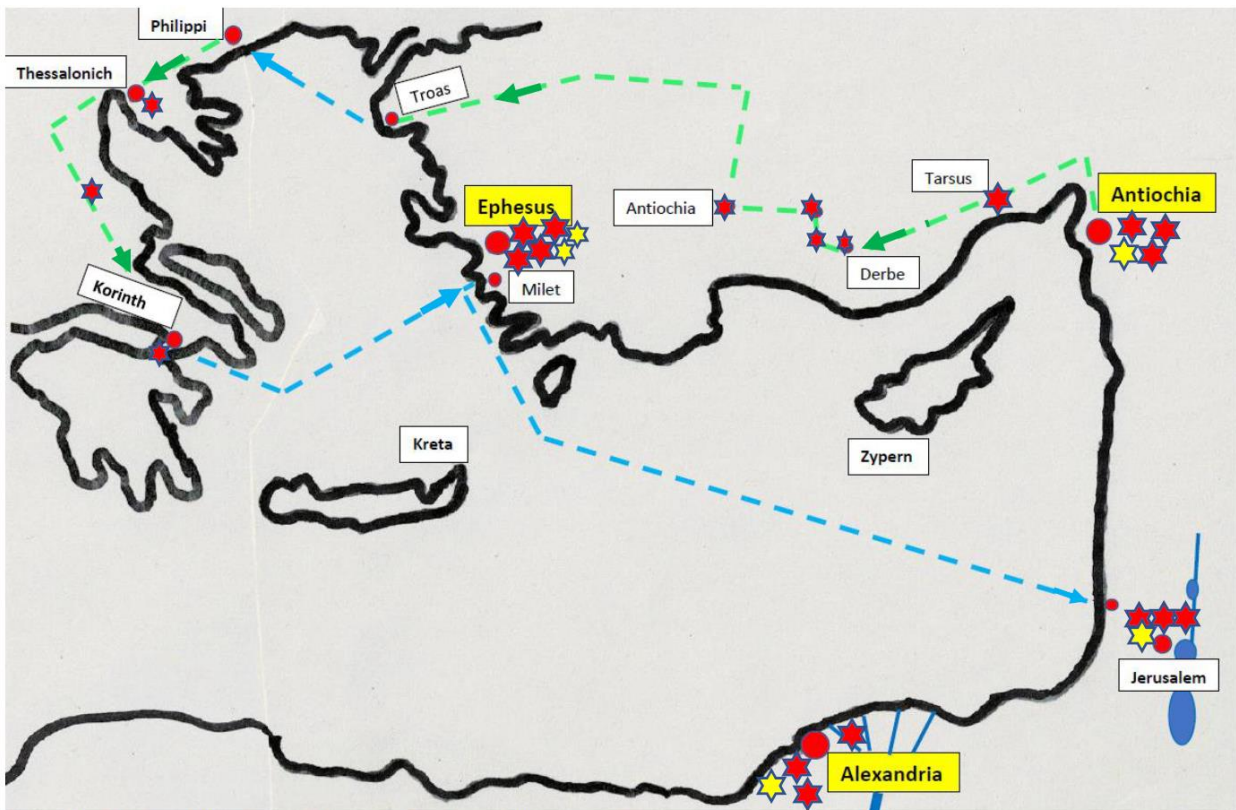 Philippi
Thessalonich
Troas
Tarsus
Ephesus
Antiochia
Antiochia
Milet
Derbe
Korinth
Kreta
Zypern
Jerusalem
Alexandria